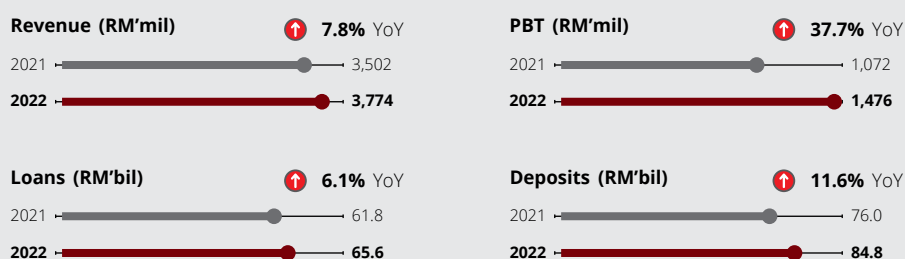 Revenue (RM'mil) 7.8% YoY
2021 3,502
2022 3,774
PBT (RM'mil) 37.7% YoY
2021 1,072
2022 1,476
Loans (RM'bil) 6.1% YoY
2021 61.8
2022 65.6
Deposits (RM'bil) 11.6% YoY
2021 76.0
2022 84.8